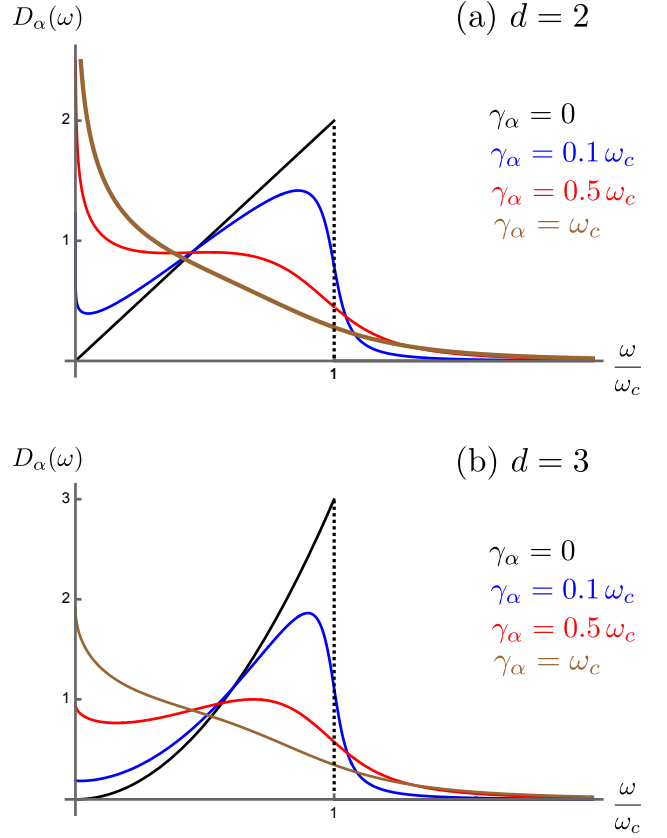 D_α(ω)
(a) d = 2
2
γ_α = 0
γ_α = 0.1 ω_c
γ_α = 0.5 ω_c
γ_α = ω_c
1
1
ω/ω_c
D_α(ω)
(b) d = 3
3
γ_α = 0
γ_α = 0.1 ω_c
2
γ_α = 0.5 ω_c
γ_α = ω_c
1
1
ω/ω_c